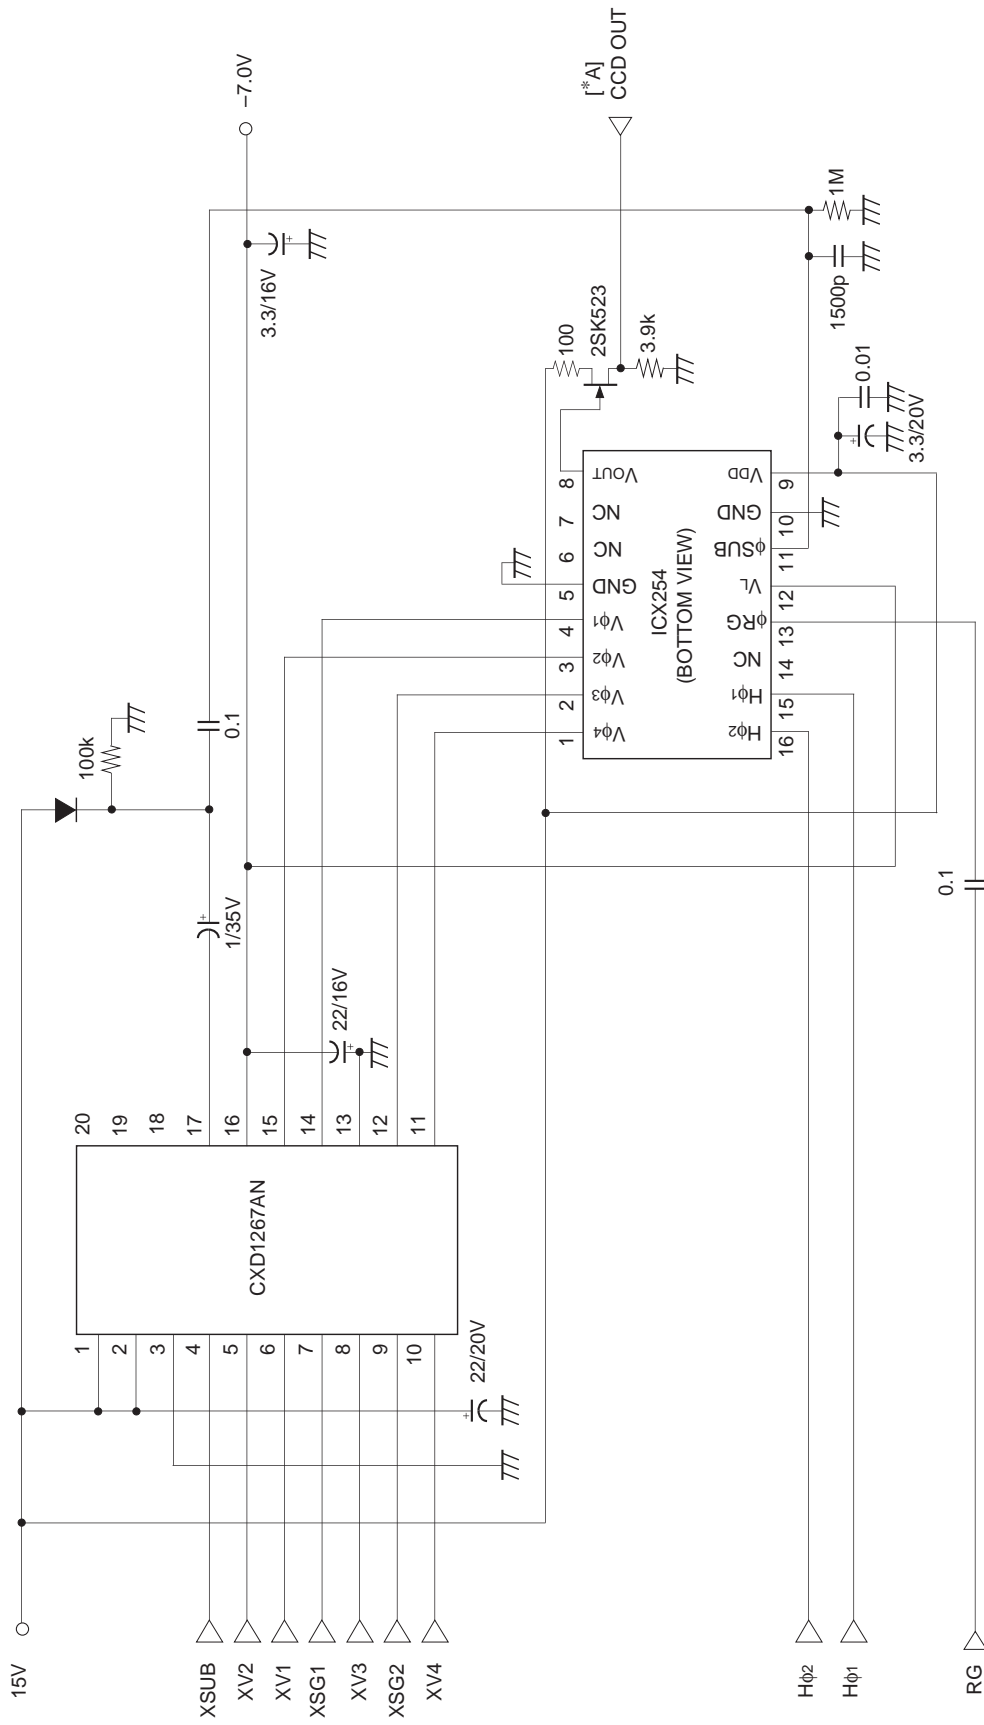 15V
XSUB
XV2
XV1
XSG1
XV3
XSG2
XV4
Hϕ2
Hϕ1
RG
22/20V
1
2
3
4
5
6
7
8
9
10
CXD1267AN
20
19
18
17
16
15
14
13
12
11
22/16V
1/35V
100k
0.1
0.1
3.3/16V
–7.0V
1
2
3
4
5
6
7
8
Vϕ4
Vϕ3
Vϕ2
Vϕ1
GND
NC
NC
VOUT
ICX254
(BOTTOM VIEW)
Hϕ2
Hϕ1
NC
ϕRG
VL
ϕSUB
GND
VDD
16
15
14
13
12
11
10
9
100
2SK523
3.9k
[*A]
CCD OUT
3.3/20V
0.01
1500p
1M
+
+
+
+
+